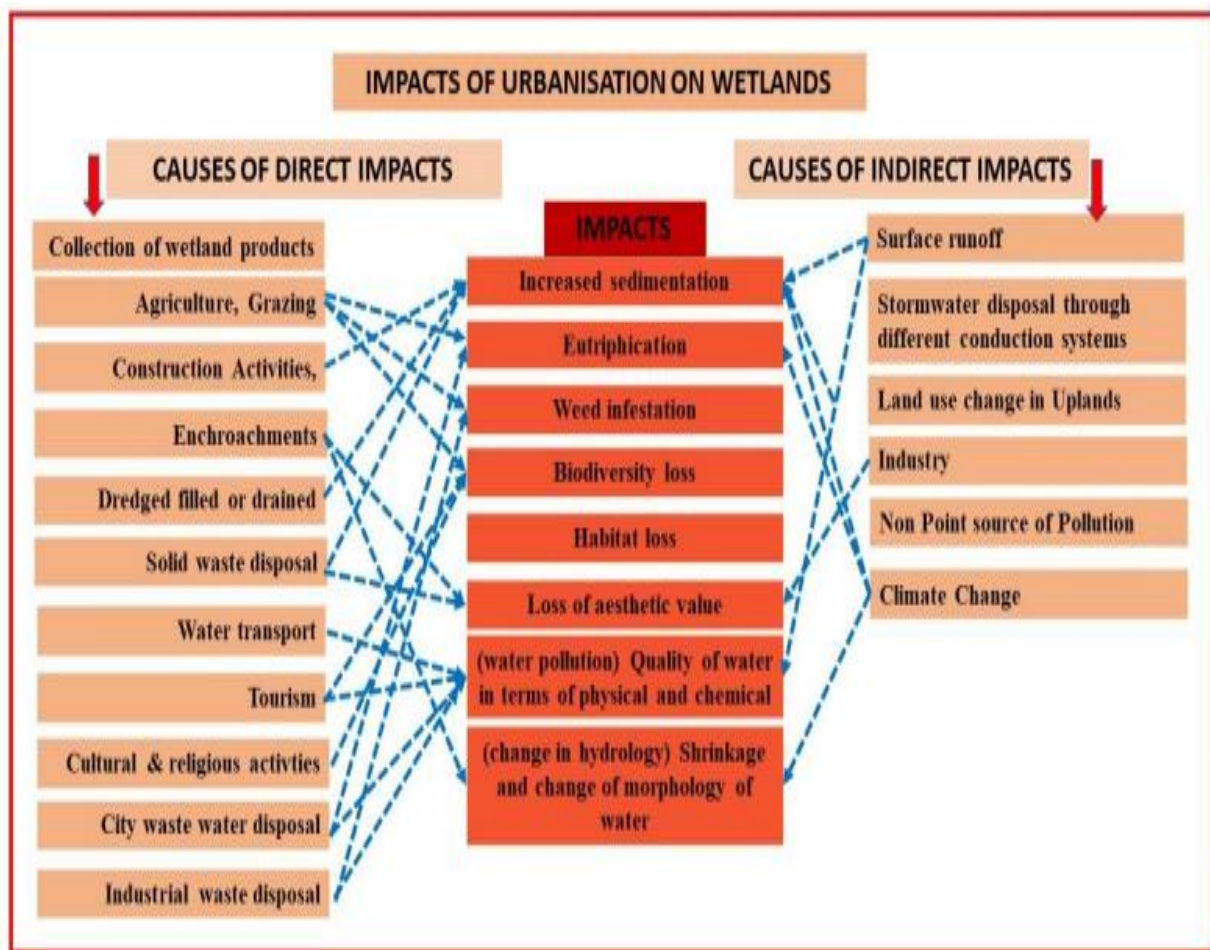 IMPACTS OF URBANISATION ON WETLANDS
CAUSES OF DIRECT IMPACTS
Collection of wetland products
Agriculture, Grazing
Construction Activities,
Enchroachments
Dredged filled or drained
Solid waste disposal
Water transport
Tourism
Cultural & religious activties
City waste water disposal
Industrial waste disposal
IMPACTS
Increased sedimentation
Eutriphication
Weed infestation
Biodiversity loss
Habitat loss
Loss of aesthetic value
(water pollution) Quality of water
in terms of physical and chemical
(change in hydrology) Shrinkage
and change of morphology of
water
CAUSES OF INDIRECT IMPACTS
Surface runoff
Stormwater disposal through
different conduction systems
Land use change in Uplands
Industry
Non Point source of Pollution
Climate Change